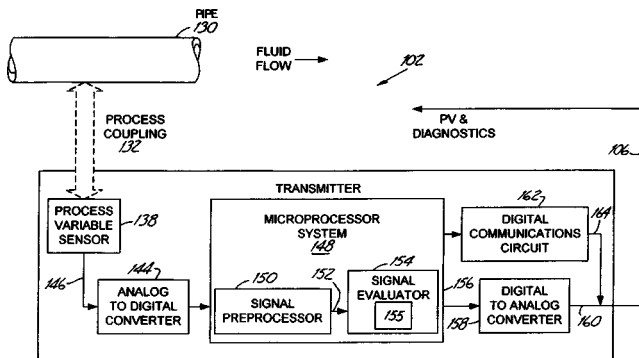 PIPE
130
FLUID
FLOW
102
PROCESS
COUPLING
132
PV &
DIAGNOSTICS
106
TRANSMITTER
PROCESS
VARIABLE
SENSOR
138
MICROPROCESSOR
SYSTEM
148
162
DIGITAL
COMMUNICATIONS
CIRCUIT
164
146
144
ANALOG
TO DIGITAL
CONVERTER
150
SIGNAL
PREPROCESSOR
152
154
SIGNAL
EVALUATOR
155
156
158
DIGITAL
TO ANALOG
CONVERTER
160